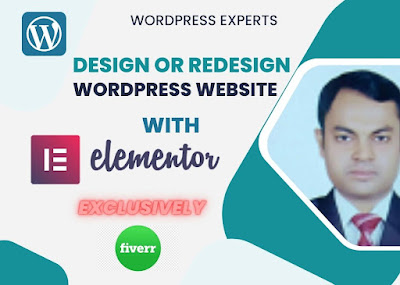 WORDPRESS EXPERTS
DESIGN OR REDESIGN
WORDPRESS WEBSITE
WITH
elementor
EXCLUSIVELY
fiverr